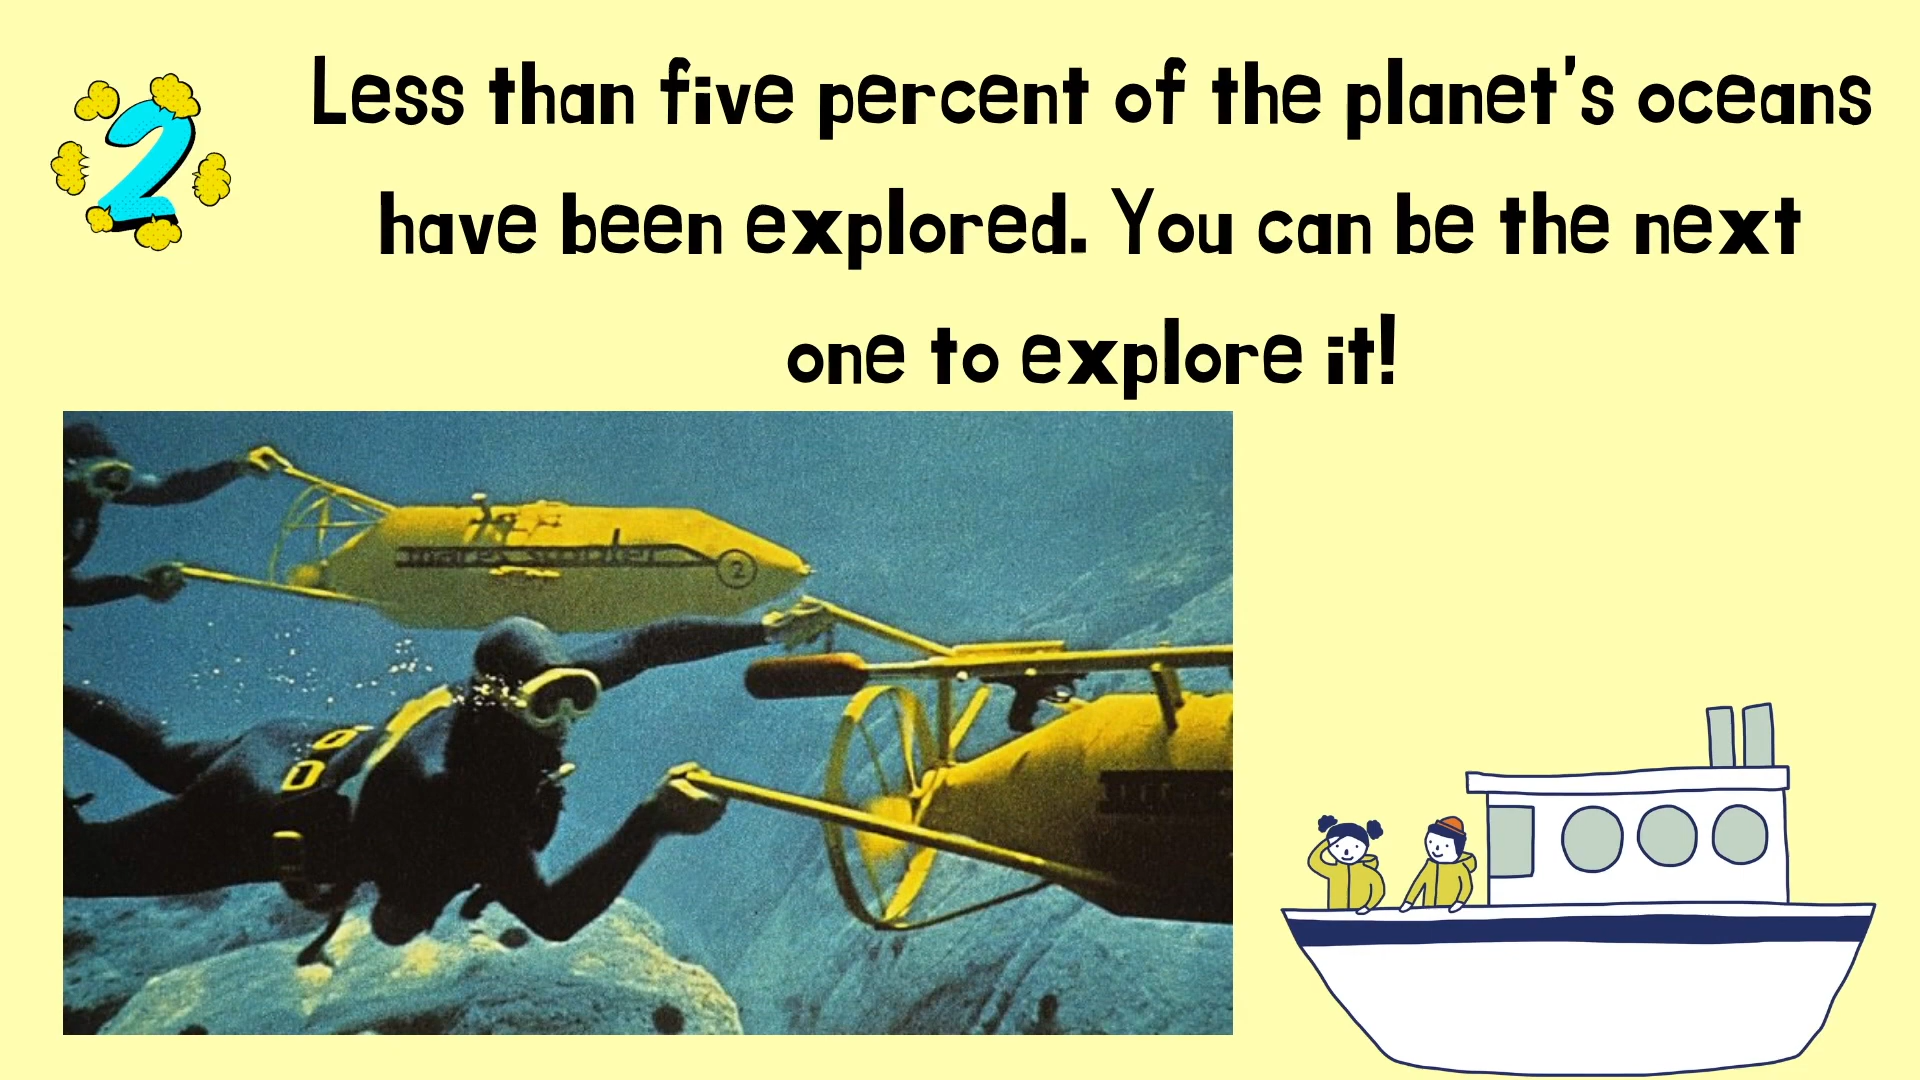 2
Less than five percent of the planet's oceans
have been explored. You can be the next
one to explore it!
2